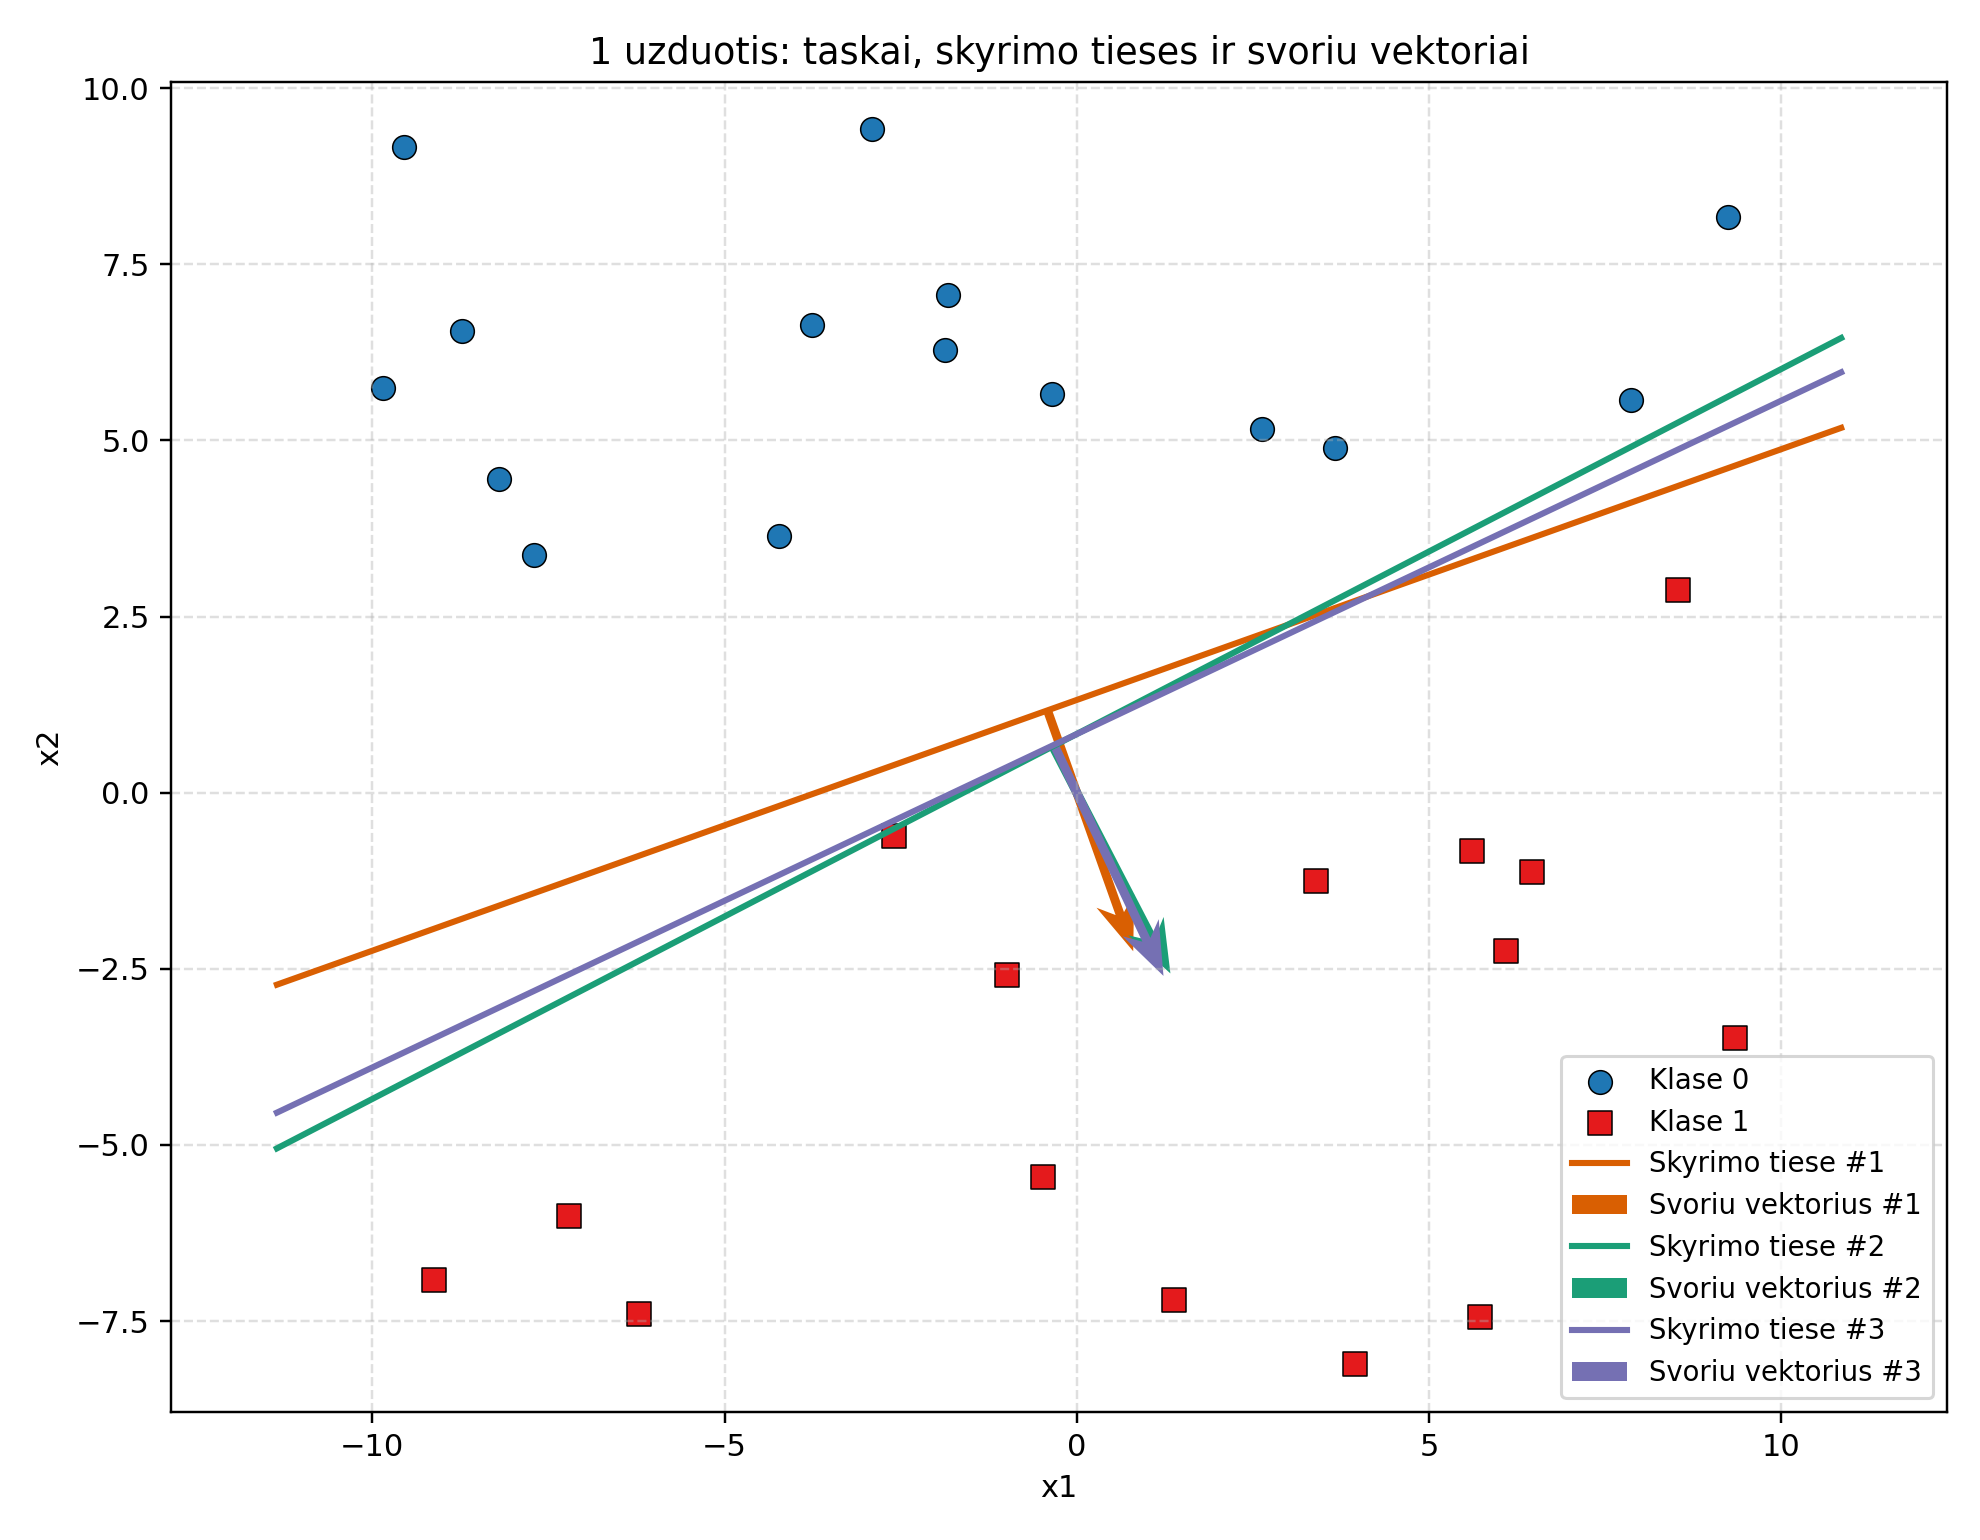 1 uzduotis: taskai, skyrimo tieses ir svoriu vektoriai
10.0
7.5
5.0
2.5
0.0
−2.5
−5.0
−7.5
x2
−10
−5
0
5
10
x1
Klase 0
Klase 1
Skyrimo tiese #1
Svoriu vektorius #1
Skyrimo tiese #2
Svoriu vektorius #2
Skyrimo tiese #3
Svoriu vektorius #3